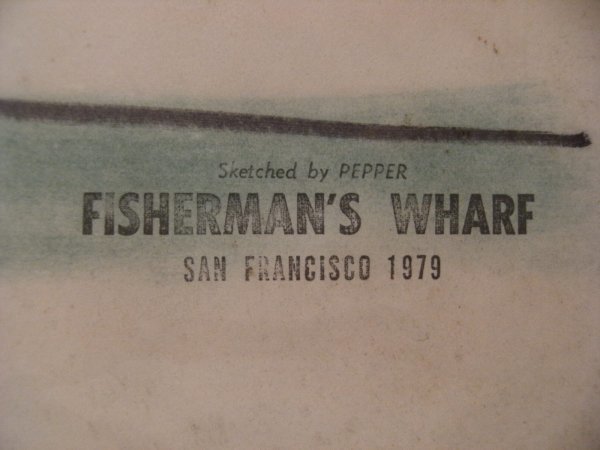 Sketched by PEPPER
FISHERMAN'S WHARF
SAN FRANCISCO 1979